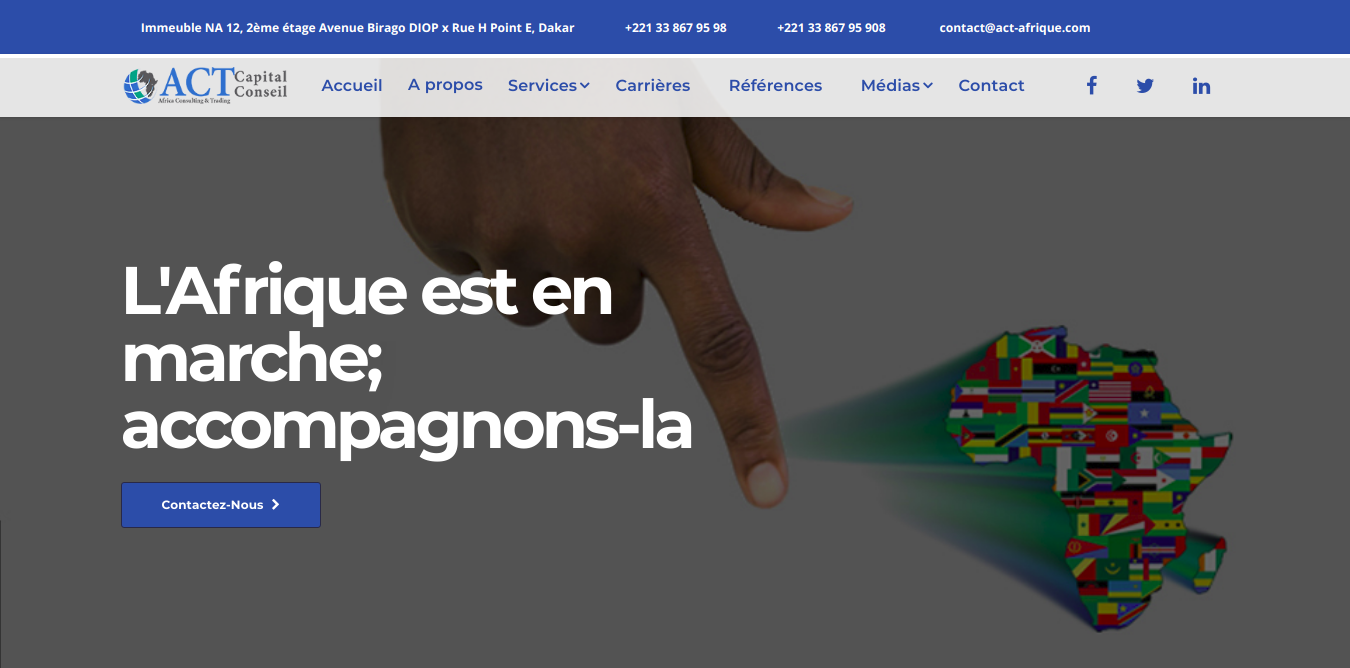 Immeuble NA 12, 2ème étage Avenue Birago DIOP x Rue H Point E, Dakar +221 33 867 95 98 +221 33 867 95 908 contact@act-afrique.com
ACT Capital Conseil
Africa Consulting & Trading
Accueil A propos Services Carrières Références Médias Contact
L'Afrique est en
marche;
accompagnons-la
Contactez-Nous